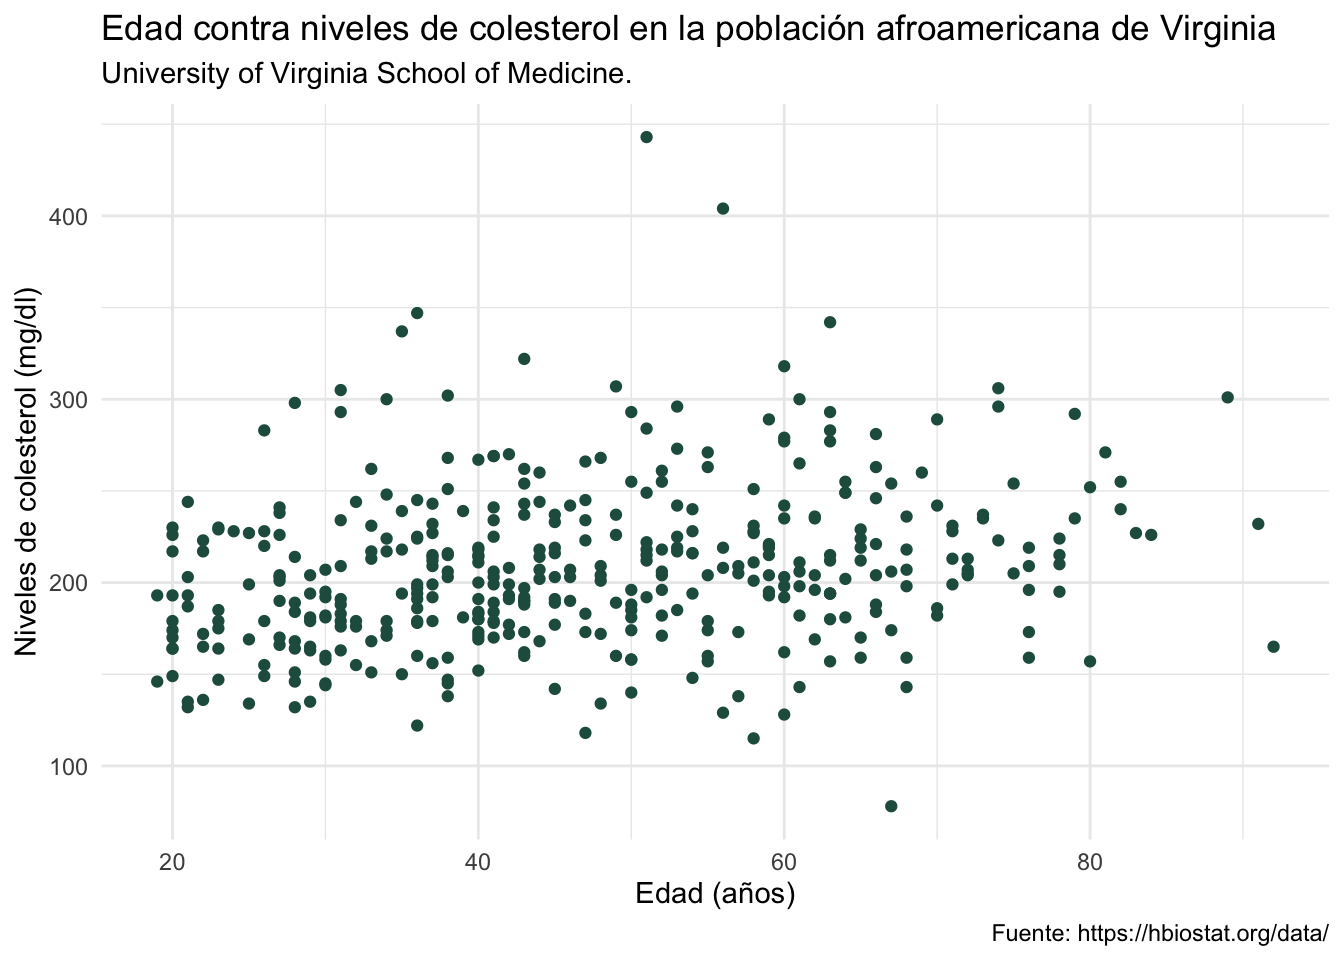 Edad contra niveles de colesterol en la población afroamericana de Virginia
University of Virginia School of Medicine.
Niveles de colesterol (mg/dl)
400
300
200
100
20 40 60 80
Edad (años)
Fuente: https://hbiostat.org/data/